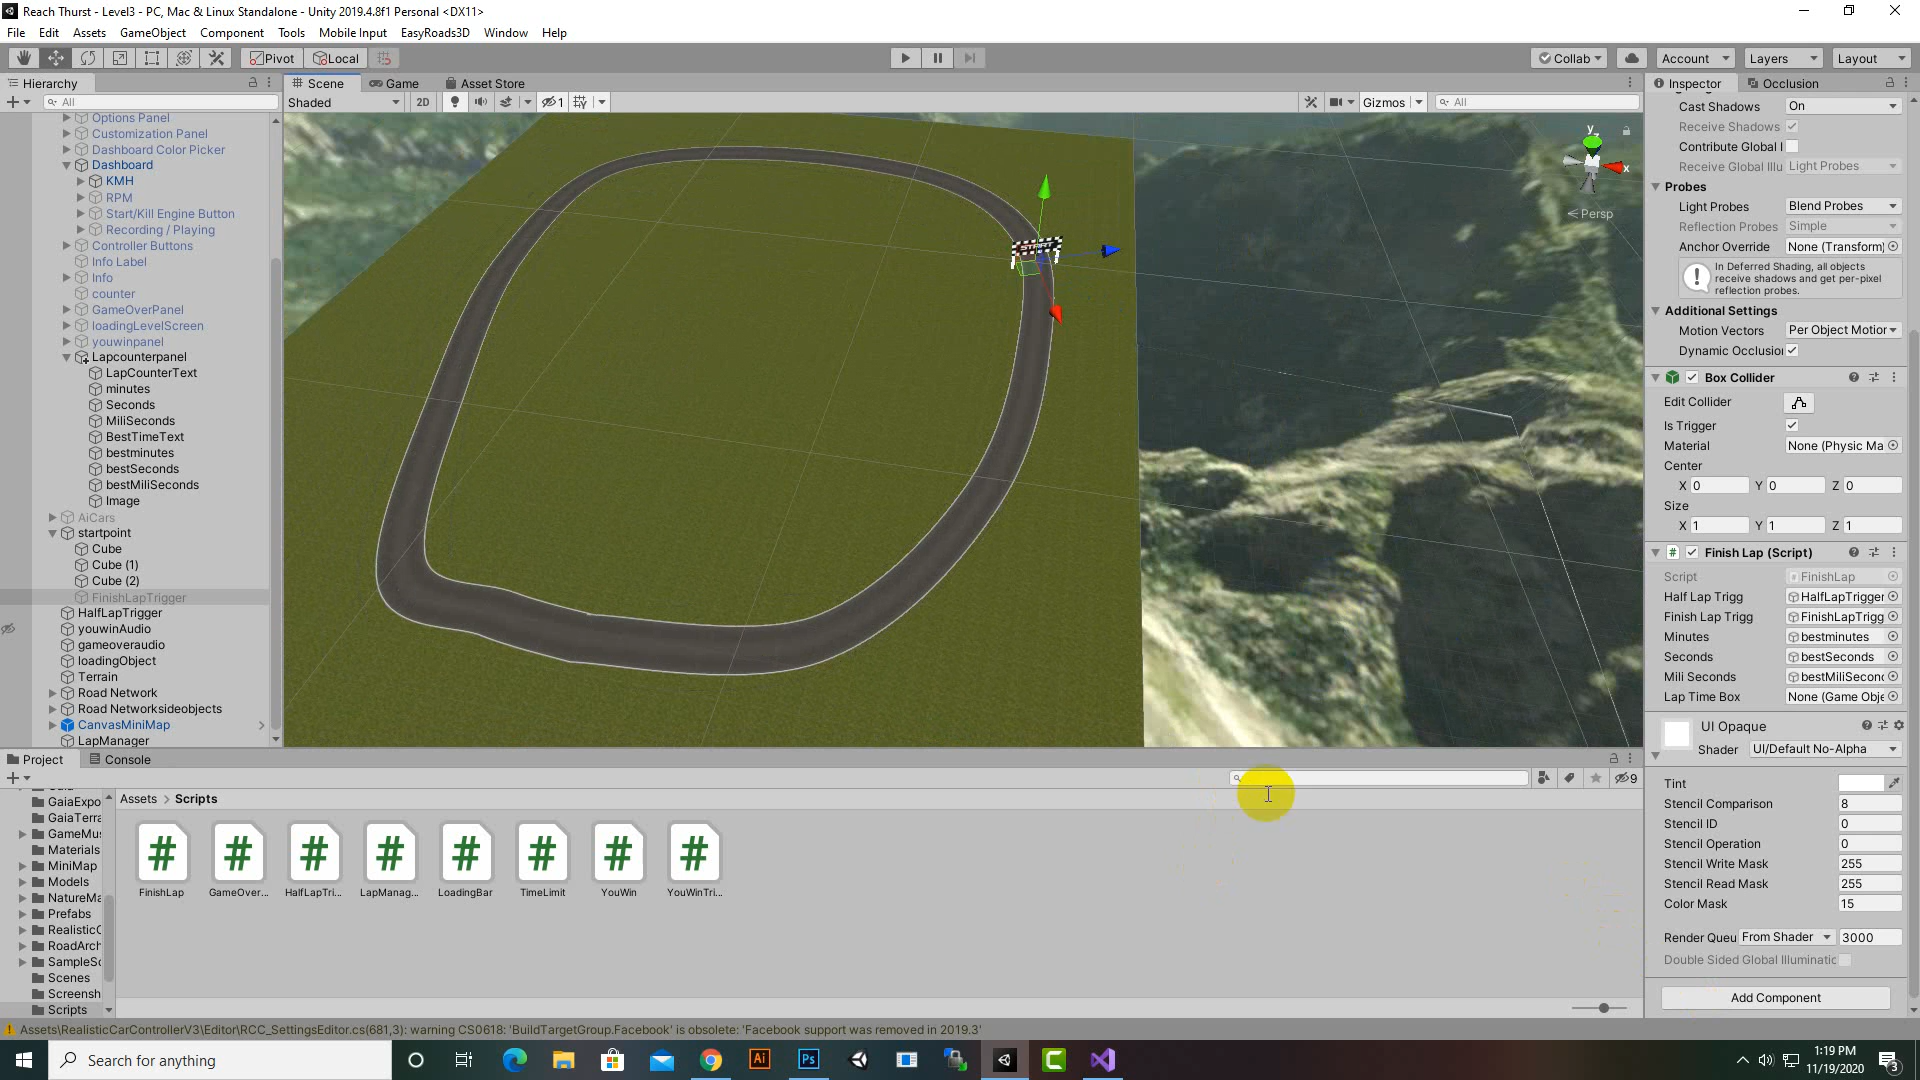 Reach Thurst - Level3 - PC, Mac & Linux Standalone - Unity 2019.4.8f1 Personal <DX11>
File Edit Assets GameObject Component Tools Mobile Input EasyRoads3D Window Help
Pivot Local Collab Account Layers Layout
Hierarchy
All
Options Panel
Customization Panel
Dashboard Color Picker
Dashboard
KMH
RPM
Start/Kill Engine Button
Recording / Playing
Controller Buttons
Info Label
Info
counter
GameOverPanel
loadingLevelScreen
youwinpanel
Lapcounterpanel
LapCounterText
minutes
Seconds
MiliSeconds
BestTimeText
bestminutes
bestSeconds
bestMiliSeconds
Image
AiCars
startpoint
Cube
Cube (1)
Cube (2)
FinishLapTrigger
HalfLapTrigger
youwinAudio
gameoveraudio
loadingObject
Terrain
Road Network
Road Networksideobjects
CanvasMiniMap
LapManager
Scene Game Asset Store
Shaded 2D 1 Gizmos All
START
y
x
Persp
Inspector Occlusion
Cast Shadows On
Receive Shadows
Contribute Global I
Receive Global Illu Light Probes
Probes
Light Probes Blend Probes
Reflection Probes Simple
Anchor Override None (Transform)
In Deferred Shading, all objects
receive shadows and get per-pixel
reflection probes.
Additional Settings
Motion Vectors Per Object Motior
Dynamic Occlusio
Box Collider
Edit Collider
Is Trigger
Material None (Physic Ma
Center
X 0 Y 0 Z 0
Size
X 1 Y 1 Z 1
Finish Lap (Script)
Script FinishLap
Half Lap Trigg HalfLapTrigger
Finish Lap Trigg FinishLapTrigg
Minutes bestminutes
Seconds bestSeconds
Mili Seconds bestMiliSecond
Lap Time Box None (Game Obje
UI Opaque
Shader UI/Default No-Alpha
Tint
Stencil Comparison 8
Stencil ID 0
Stencil Operation 0
Stencil Write Mask 255
Stencil Read Mask 255
Color Mask 15
Render Queu From Shader 3000
Double Sided Global Illuminatic
Add Component
Project Console
9
GaiaExpo
GaiaTerra
GameMus
Materials
MiniMap
Models
NatureMa
Prefabs
RealisticC
RoadArch
SampleSc
Scenes
Screensh
Scripts
Assets > Scripts
FinishLap GameOver... HalfLapTri... LapManag... LoadingBar TimeLimit YouWin YouWinTri...
Assets\RealisticCarControllerV3\Editor\RCC_SettingsEditor.cs(681,3): warning CS0618: 'BuildTargetGroup.Facebook' is obsolete: 'Facebook support was removed in 2019.3'
Search for anything
Ai
Ps
1:19 PM
11/19/2020
3